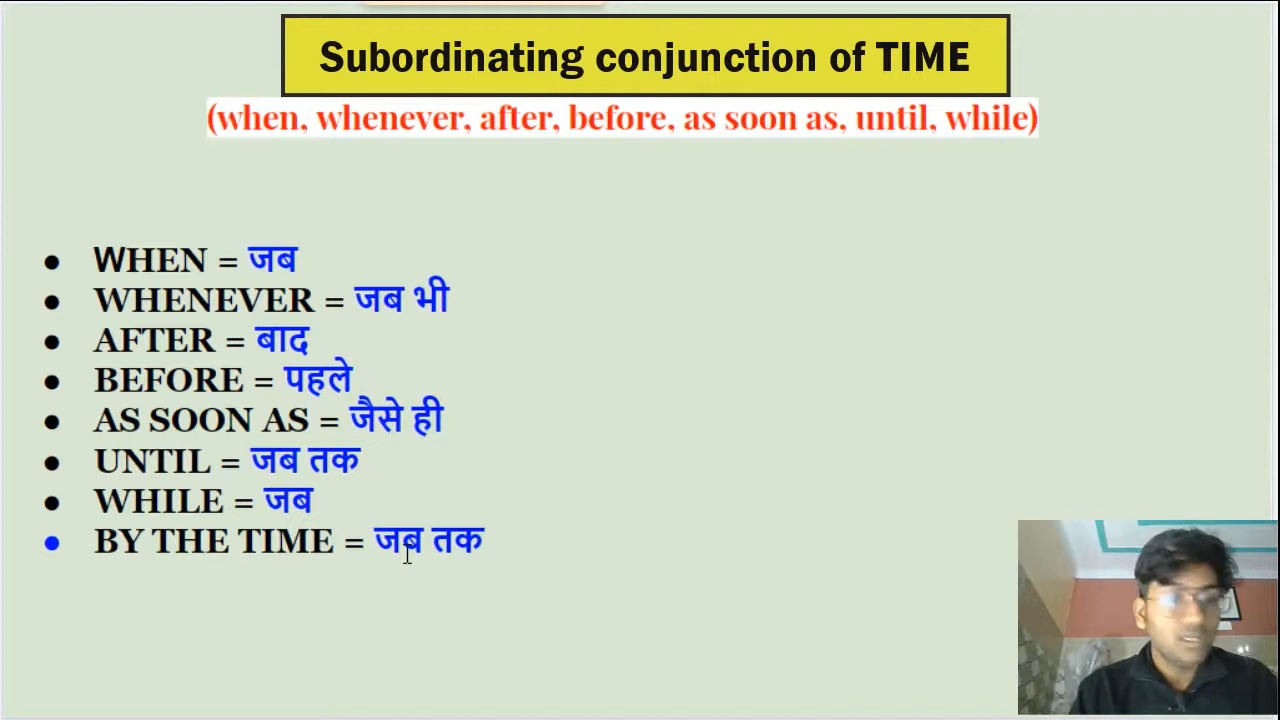 Subordinating conjunction of TIME
(when, whenever, after, before, as soon as, until, while)
● WHEN = जब
● WHENEVER = जब भी
● AFTER = बाद
● BEFORE = पहले
● AS SOON AS = जैसे ही
● UNTIL = जब तक
● WHILE = जब
● BY THE TIME = जब तक